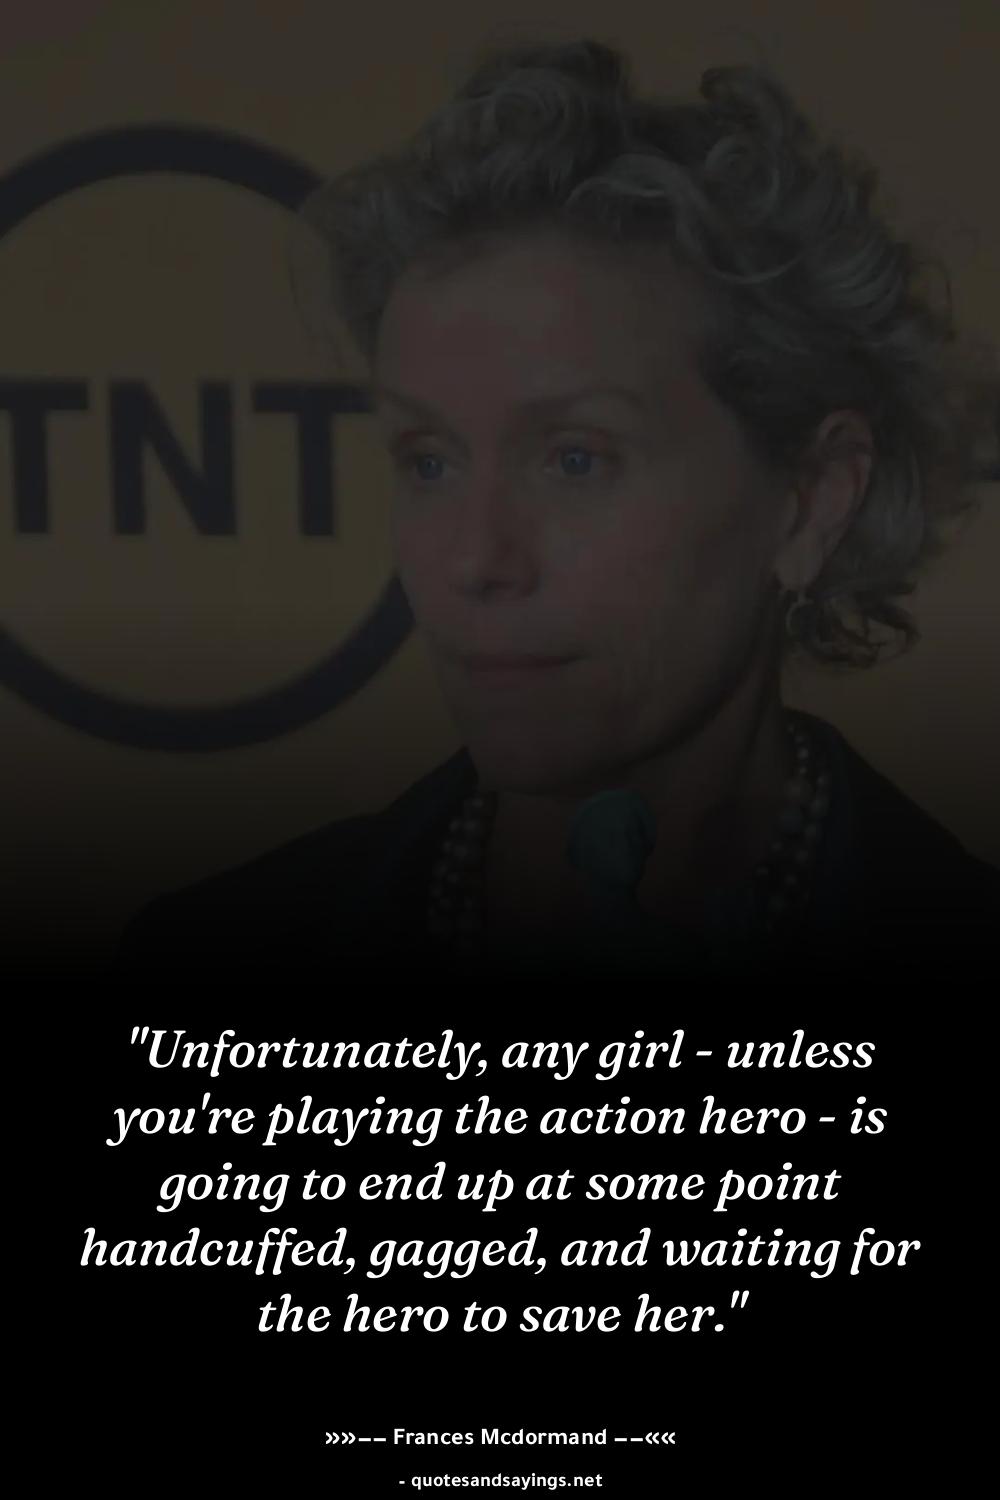 TNT
"Unfortunately, any girl - unless
you're playing the action hero - is
going to end up at some point
handcuffed, gagged, and waiting for
the hero to save her."
»»–– Frances Mcdormand ––««
- quotesandsayings.net